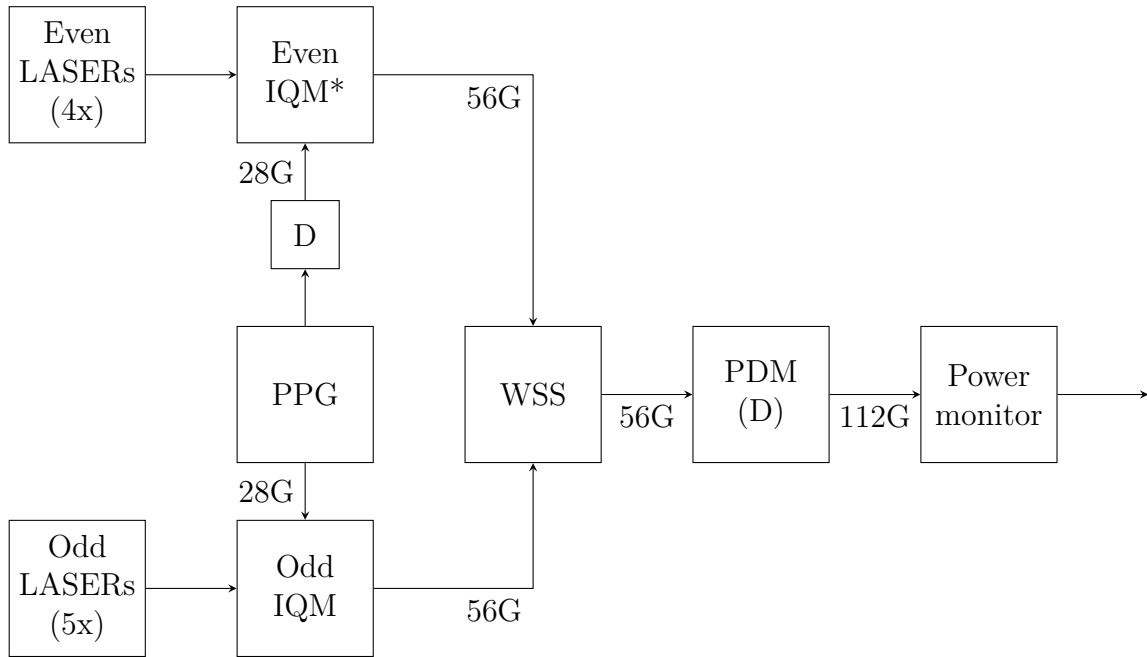 Even
LASERs
(4x)
Even
IQM*
56G
28G
D
PPG
WSS
56G
PDM
(D)
112G
Power
monitor
28G
Odd
LASERs
(5x)
Odd
IQM
56G